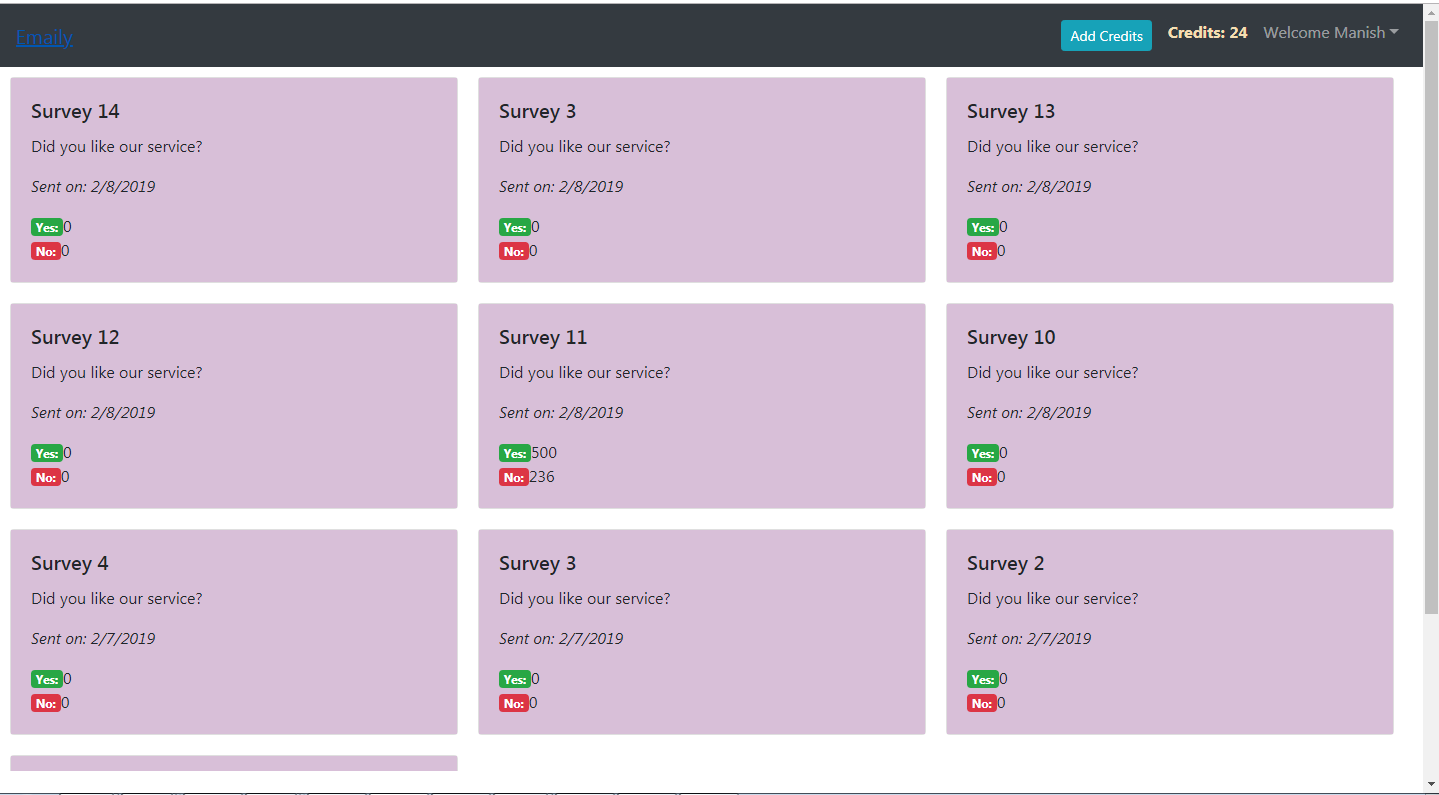 Emaily
Add Credits
Credits: 24
Welcome Manish
Survey 14
Did you like our service?
Sent on: 2/8/2019
Yes:0
No:0
Survey 3
Did you like our service?
Sent on: 2/8/2019
Yes:0
No:0
Survey 13
Did you like our service?
Sent on: 2/8/2019
Yes:0
No:0
Survey 12
Did you like our service?
Sent on: 2/8/2019
Yes:0
No:0
Survey 11
Did you like our service?
Sent on: 2/8/2019
Yes:500
No:236
Survey 10
Did you like our service?
Sent on: 2/8/2019
Yes:0
No:0
Survey 4
Did you like our service?
Sent on: 2/7/2019
Yes:0
No:0
Survey 3
Did you like our service?
Sent on: 2/7/2019
Yes:0
No:0
Survey 2
Did you like our service?
Sent on: 2/7/2019
Yes:0
No:0